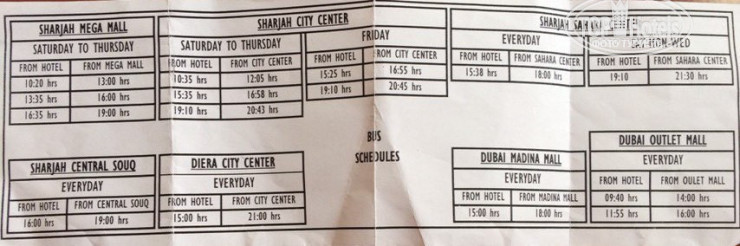 SHARJAH MEGA MALL
SATURDAY TO THURSDAY
FROM HOTEL FROM MEGA MALL
10:20 hrs 13:00 hrs
13:35 hrs 16:00 hrs
16:35 hrs 19:00 hrs
SHARJAH CITY CENTER
SATURDAY TO THURSDAY
FROM HOTEL FROM CITY CENTER
10:35 hrs 12:05 hrs
15:35 hrs 16:58 hrs
19:10 hrs 20:43 hrs
FRIDAY
FROM HOTEL FROM CITY CENTER
15:25 hrs 16:55 hrs
19:10 hrs 20:45 hrs
SHARJAH CENTER
EVERYDAY
FROM HOTEL FROM SAHARA CENTER
15:38 hrs 18:00 hrs
MON-WED
FROM HOTEL FROM SAHARA CENTER
19:10 21:30 hrs
BUS
SCHEDULES
SHARJAH CENTRAL SOUQ
EVERYDAY
FROM HOTEL FROM CENTRAL SOUQ
16:00 hrs 19:00 hrs
DIERA CITY CENTER
EVERYDAY
FROM HOTEL FROM CITY CENTER
15:00 hrs 21:00 hrs
DUBAI MADINA MALL
EVERYDAY
FROM HOTEL FROM MADINA MALL
15:00 hrs 18:00 hrs
DUBAI OUTLET MALL
EVERYDAY
FROM HOTEL FROM OULET MALL
09:40 hrs 14:00 hrs
11:55 hrs 16:00 hrs